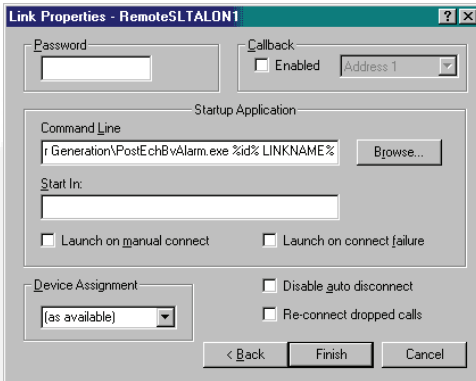 Link Properties - RemoteSLTALON1
Password
Callback
Enabled
Address 1
Startup Application
Command Line
r Generation\PostEchBvAlarm.exe %id% LINKNAME%
Browse...
Start In:
Launch on manual connect
Launch on connect failure
Device Assignment
(as available)
Disable auto disconnect
Re-connect dropped calls
< Back
Finish
Cancel